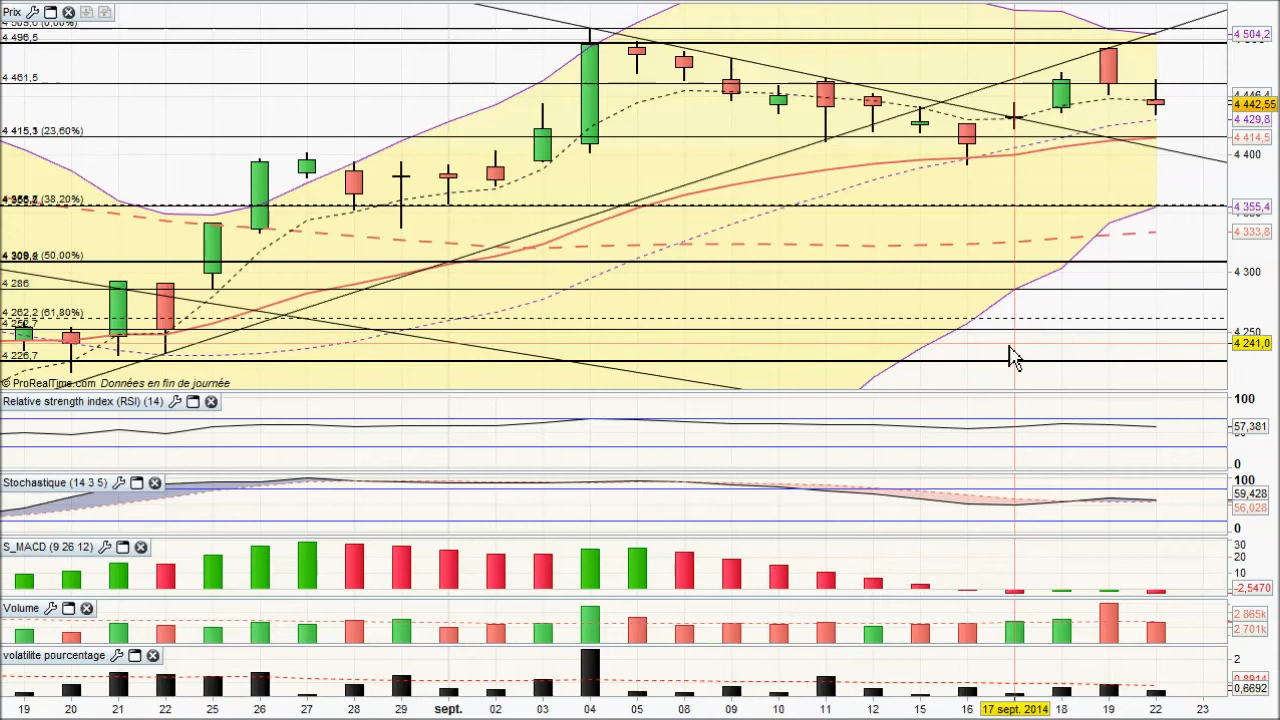 Prix
4 509,0 (0,00%)
4 496,5
4 504,2
4 461,5
4 442,55
4 429,8
4 415,1 (23,60%)
4 414,5
4 400
(38,20%)
4 355,4
4 333,8
(50,00%)
4 300
4 286
4 262,2 (61,80%)
4 250
4 241,0
4 226,7
© ProRealTime.com Données en fin de journée
Relative strength index (RSI) (14)
100
57,381
0
Stochastique (14 3 5)
100
59,428
56,028
0
S_MACD (9 26 12)
30
20
10
-2,5470
Volume
2 865k
2 701k
volatilite pourcentage
2
0,6692
19 20 21 22 25 26 27 28 29 sept. 02 03 04 05 08 09 10 11 12 15 16 17 sept. 2014 18 19 22 23